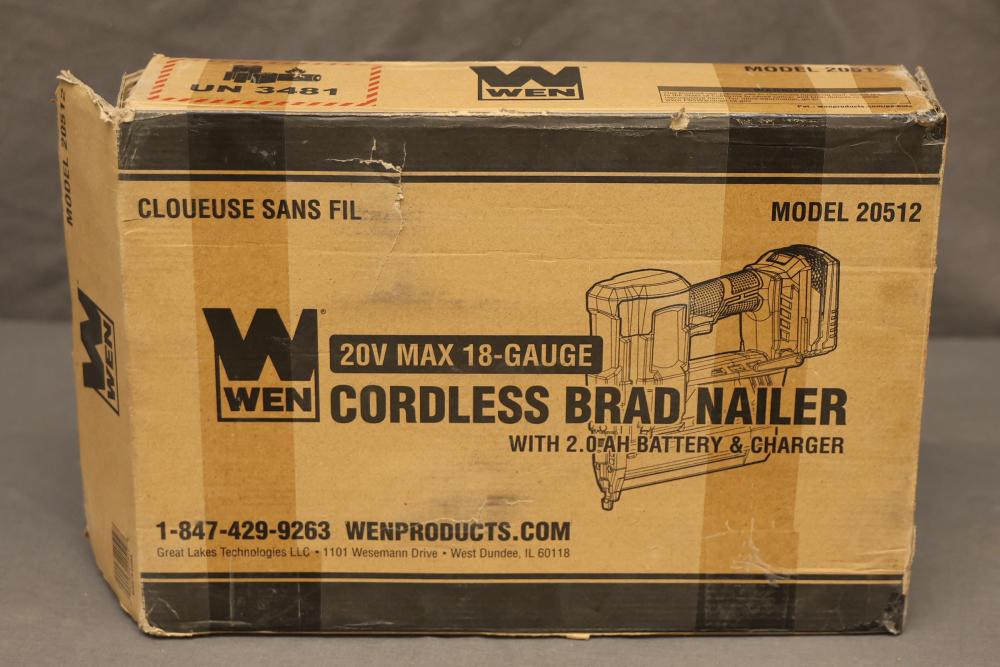 UN 3481
WEN
MODEL 20512
MODEL 20512
WEN
CLOUEUSE SANS FIL
MODEL 20512
WEN®
20V MAX 18-GAUGE
CORDLESS BRAD NAILER
WITH 2.0 AH BATTERY & CHARGER
1-847-429-9263 WENPRODUCTS.COM
Great Lakes Technologies LLC • 1101 Wesemann Drive • West Dundee, IL 60118